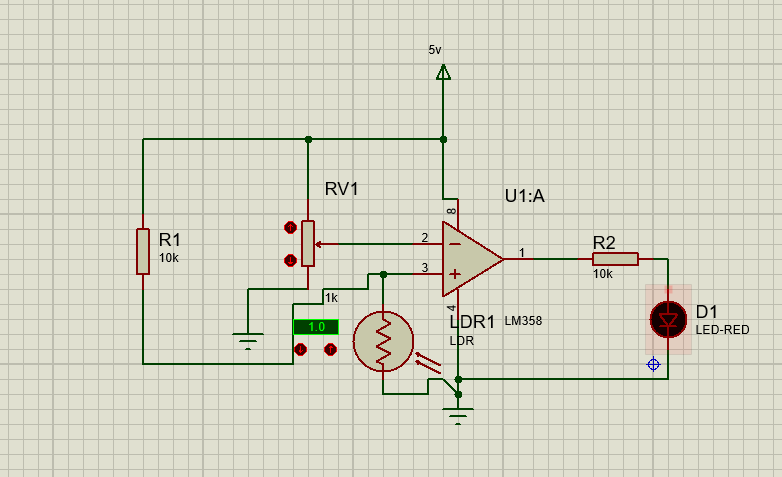 5v
RV1
U1:A
8
R1
10k
2
3
1
R2
10k
1k
1.0
4
LDR1
LM358
LDR
D1
LED-RED